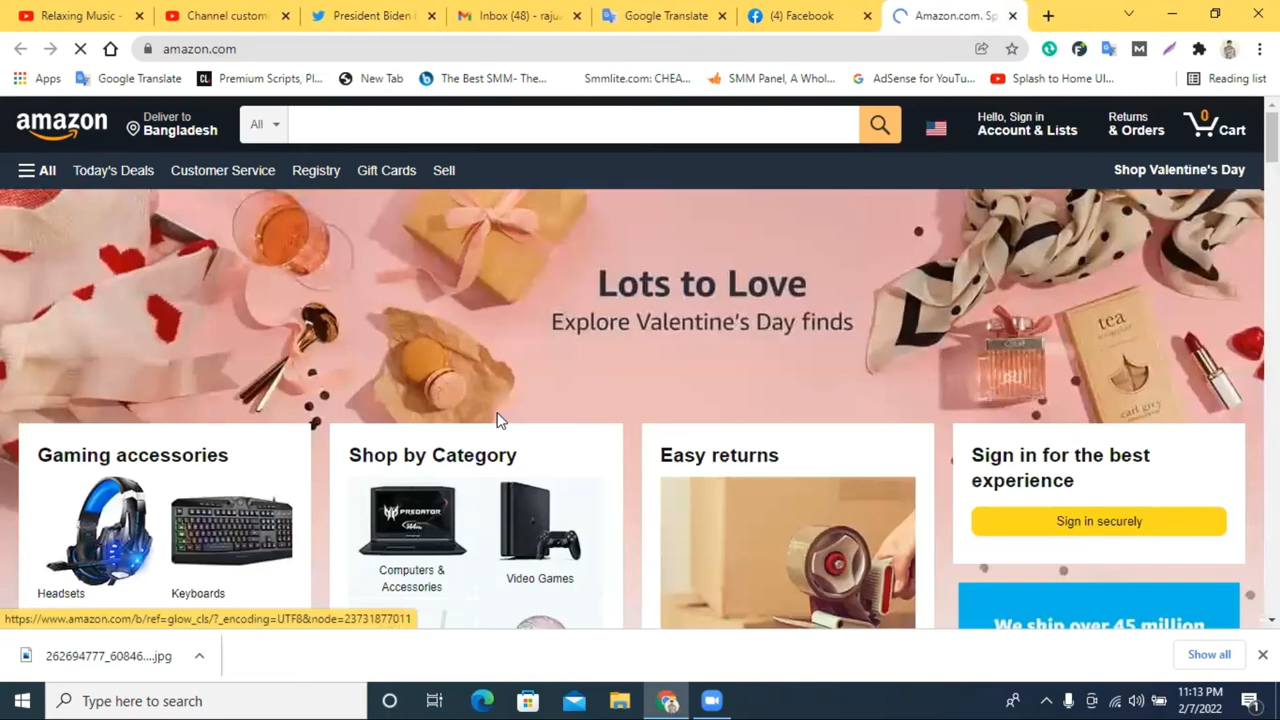 Relaxing Music -
Channel custom
President Biden
Inbox (48) - raju
Google Translate
(4) Facebook
Amazon.com. Sp
amazon.com
Apps
Google Translate
Premium Scripts, Pl...
New Tab
The Best SMM- The...
Smmlite.com: CHEA...
SMM Panel, A Whol...
AdSense for YouTu...
Splash to Home UI...
Reading list
amazon
Deliver to
Bangladesh
All
Hello, Sign in
Account & Lists
Returns
& Orders
0
Cart
All
Today's Deals
Customer Service
Registry
Gift Cards
Sell
Shop Valentine's Day
Lots to Love
Explore Valentine's Day finds
tea
earl grey
Gaming accessories
Headsets
Keyboards
Shop by Category
PREDATOR
Computers &
Accessories
Video Games
Easy returns
Sign in for the best
experience
Sign in securely
We ship over 45 million
https://www.amazon.com/b/ref=glow_cls/?_encoding=UTF8&node=23731877011
262694777_60846....jpg
Show all
Type here to search
11:13 PM
2/7/2022
1